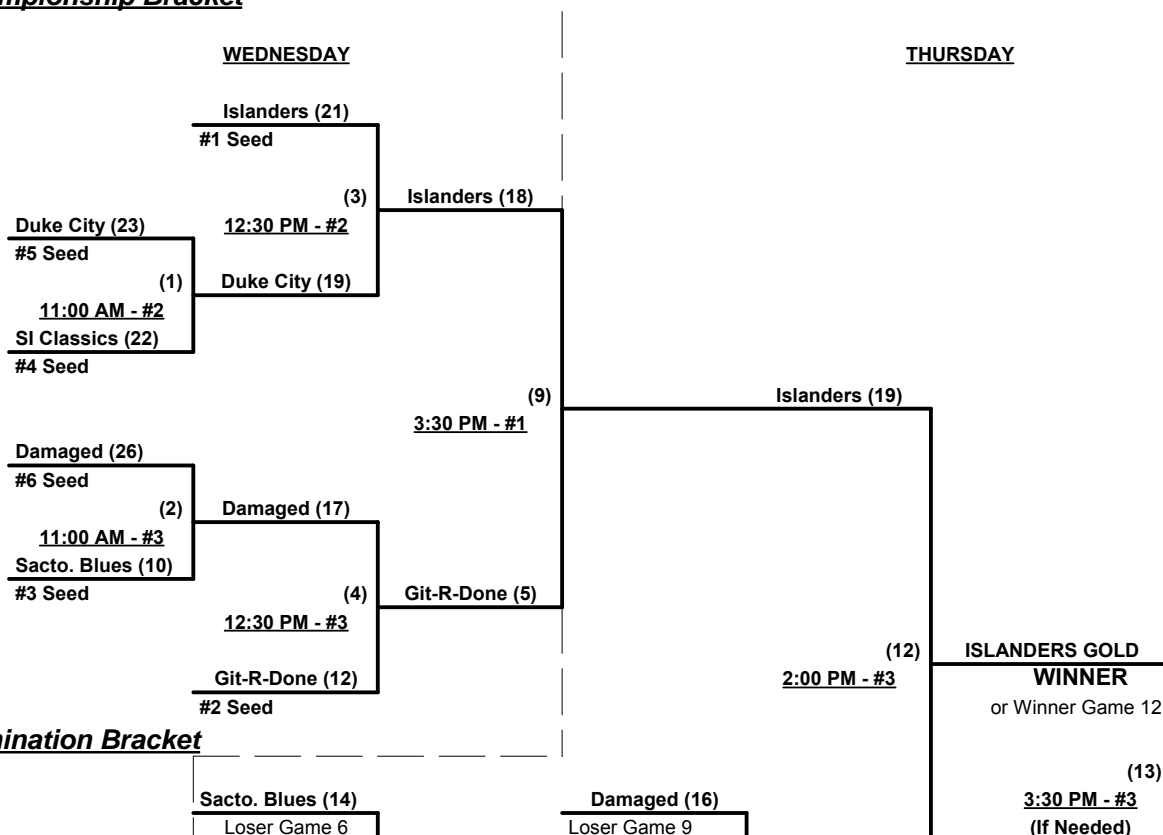 mpionship Bracket
WEDNESDAY
THURSDAY
Islanders (21)
#1 Seed
(3)
12:30 PM - #2
Islanders (18)
Duke City (23)
#5 Seed
(1)
11:00 AM - #2
Duke City (19)
SI Classics (22)
#4 Seed
(9)
3:30 PM - #1
Islanders (19)
Damaged (26)
#6 Seed
(2)
11:00 AM - #3
Damaged (17)
Sacto. Blues (10)
#3 Seed
(4)
12:30 PM - #3
Git-R-Done (5)
Git-R-Done (12)
#2 Seed
(12)
2:00 PM - #3
ISLANDERS GOLD
WINNER
or Winner Game 12
mination Bracket
(13)
3:30 PM - #3
(If Needed)
Sacto. Blues (14)
Loser Game 6
Damaged (16)
Loser Game 9